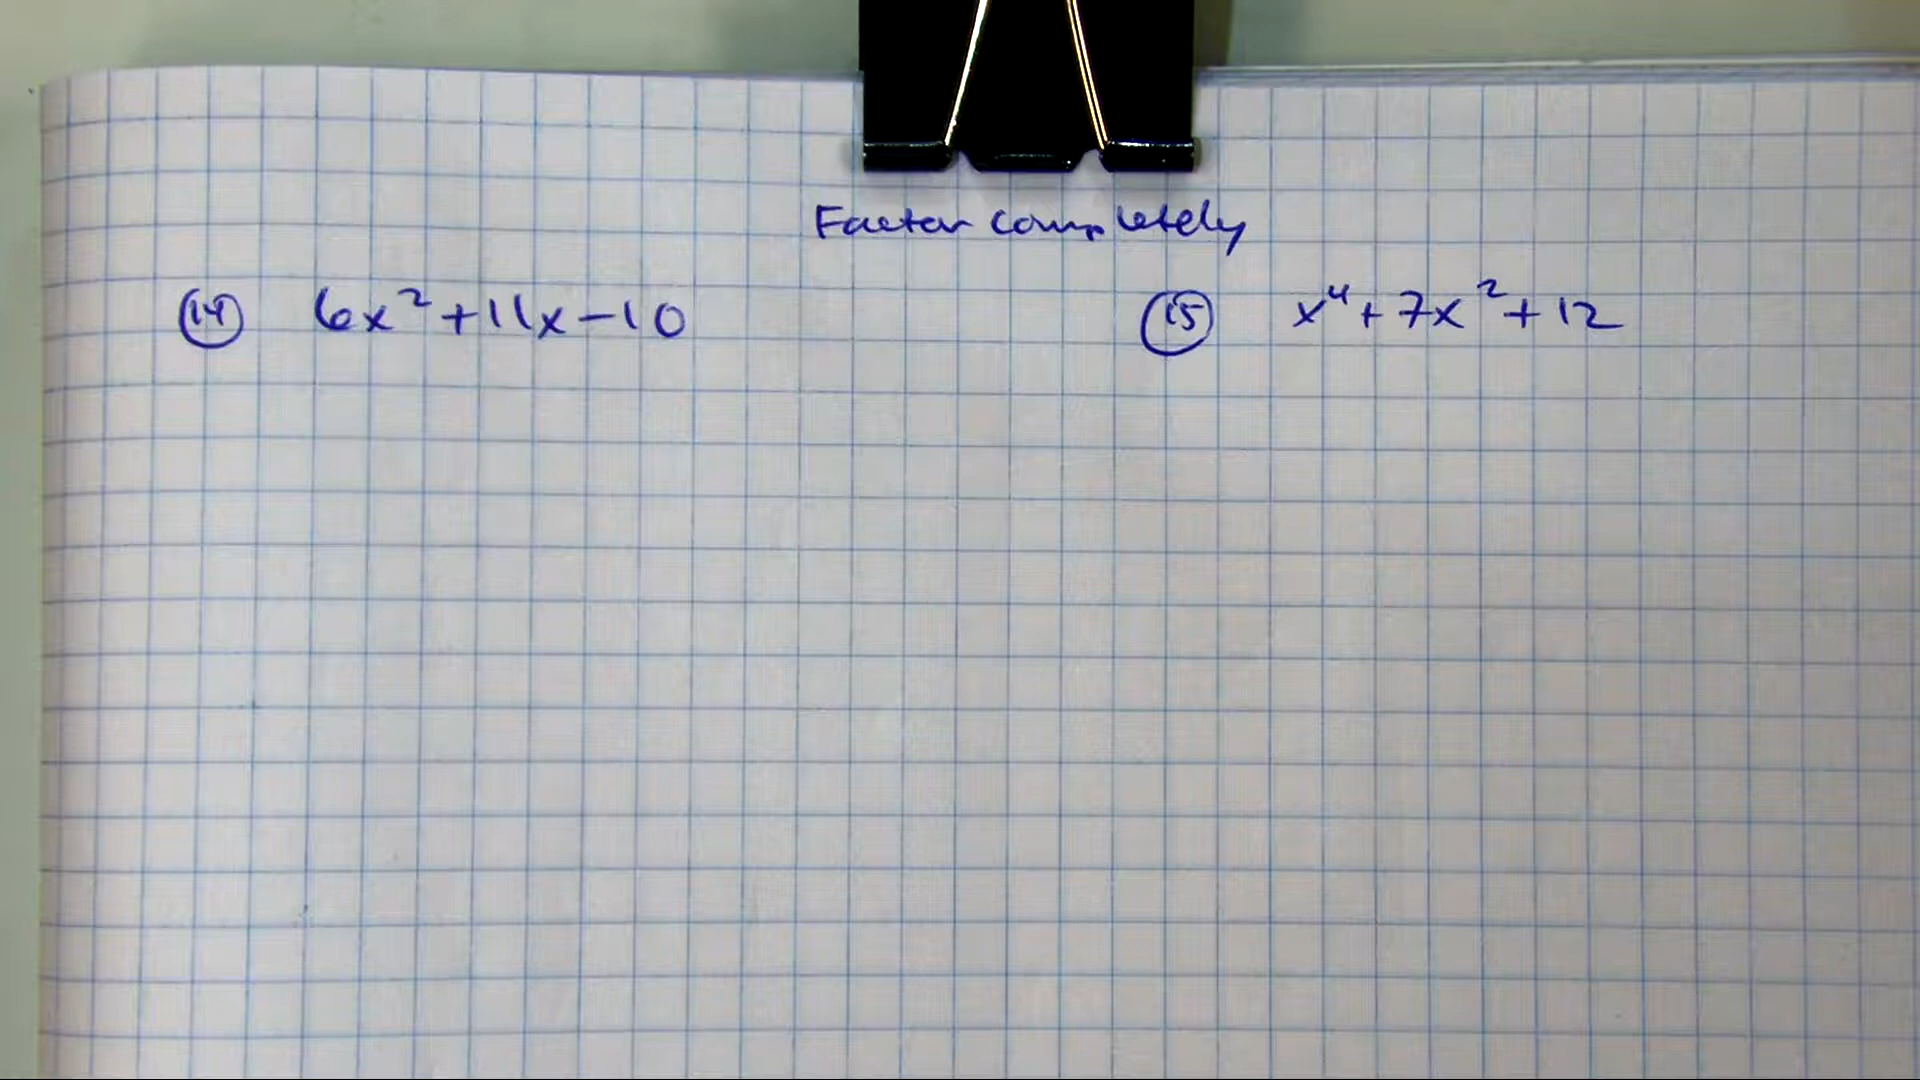 Factor completely
14 6x² + 11x - 10
15 x⁴ + 7x² + 12